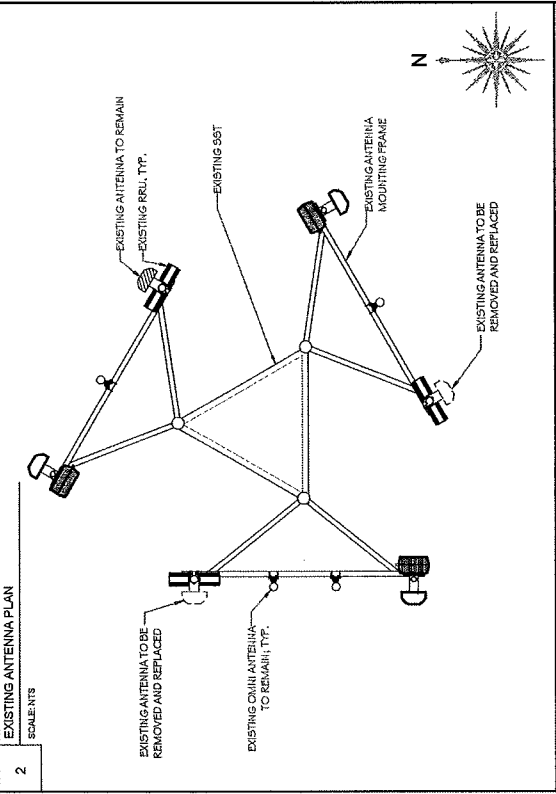 EXISTING ANTENNA PLAN
SCALE: NTS
2
EXISTING ANTENNA TO REMAIN
EXISTING RRU, TYP.
EXISTING SST
EXISTING ANTENNA
MOUNTING FRAME
N
EXISTING ANTENNA TO BE
REMOVED AND REPLACED
EXISTING ANTENNA TO BE
REMOVED AND REPLACED
EXISTING OMNI ANTENNA
TO REMAIN, TYP.